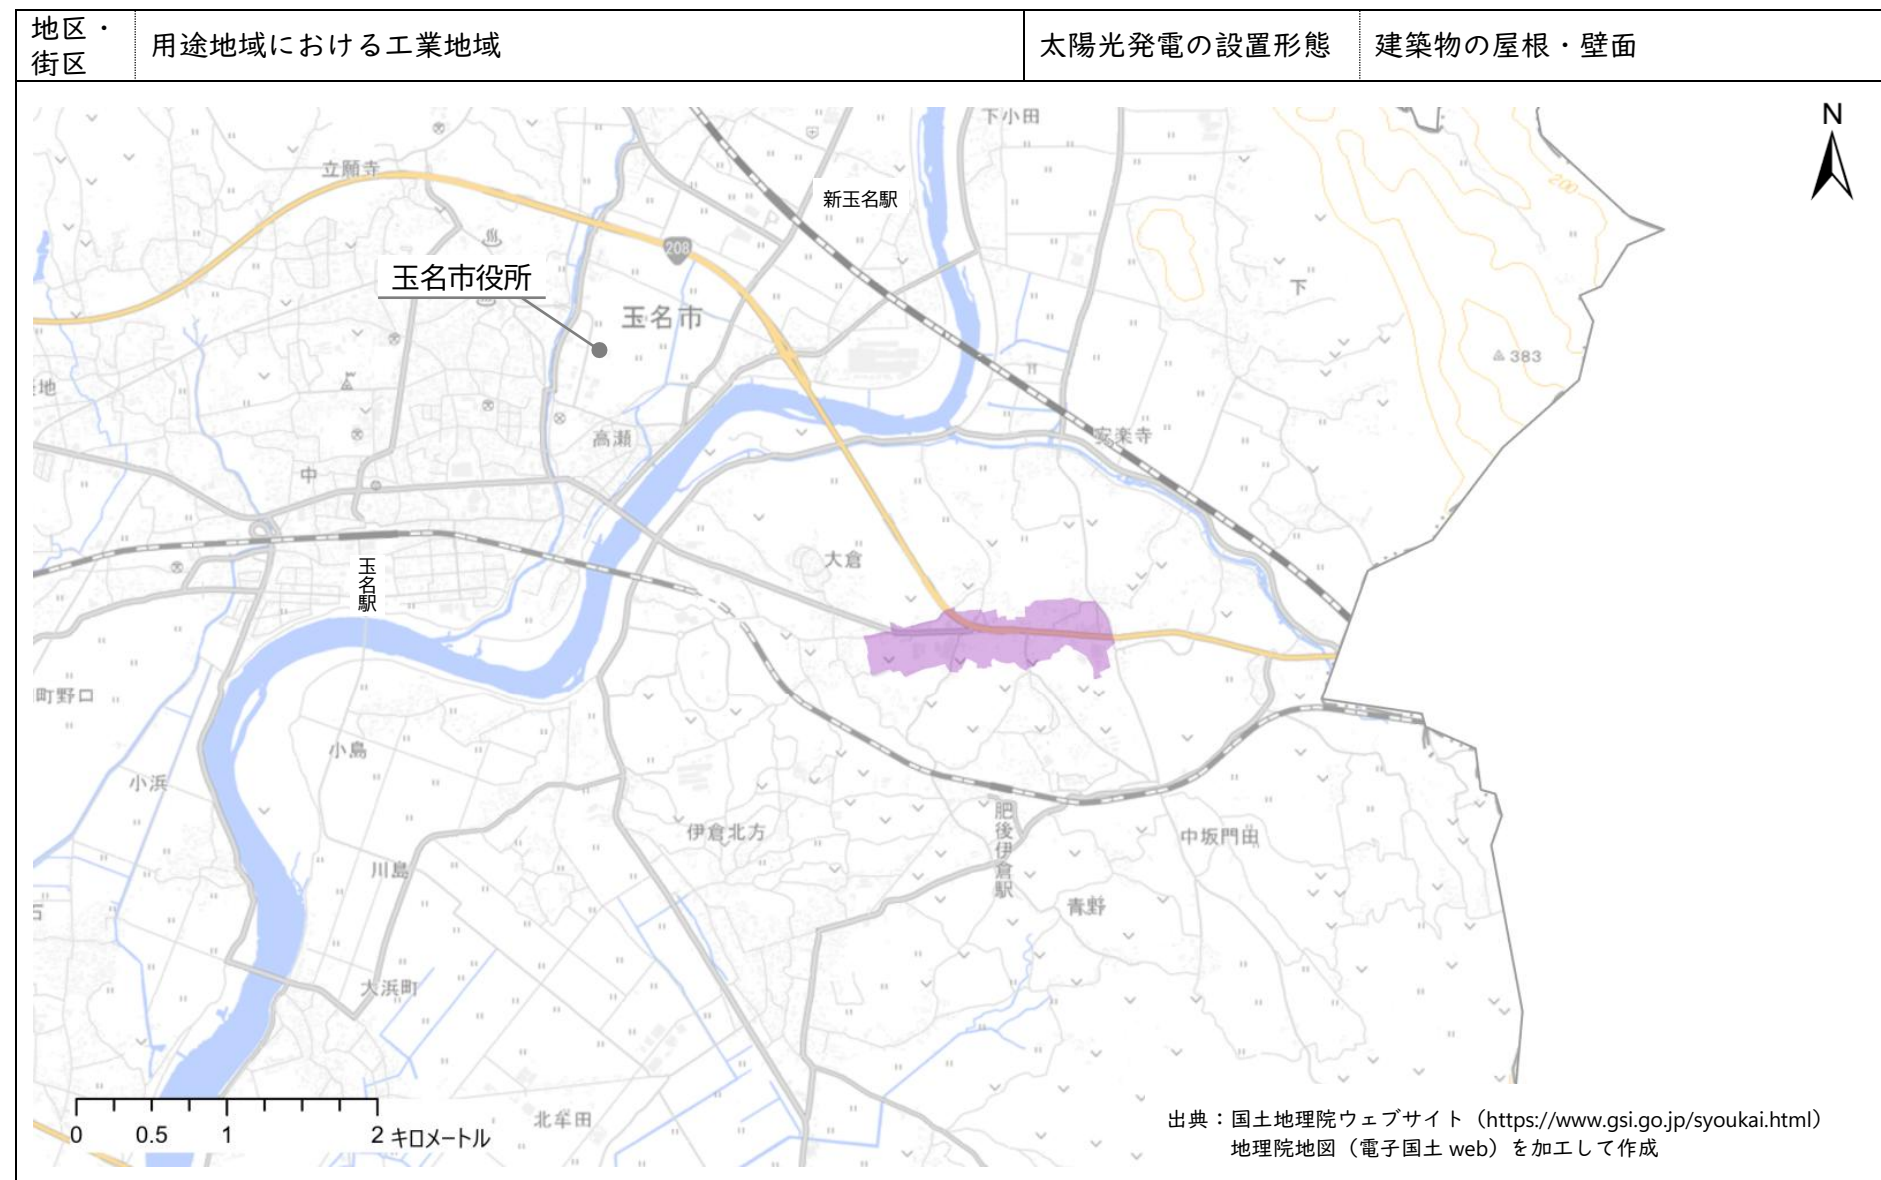 地区・
街区
用途地域における工業地域
太陽光発電の設置形態
建築物の屋根・壁面
N
下小田
立願寺
新玉名駅
200
208
玉名市役所
玉名市
下
383
高瀬
安楽寺
中
大倉
玉名駅
町野口
小島
小浜
伊倉北方
肥後伊倉駅
中坂門田
川島
青野
大浜町
北牟田
0 0.5 1 2 キロメートル
出典：国土地理院ウェブサイト（https://www.gsi.go.jp/syoukai.html）
地理院地図（電子国土 web）を加工して作成